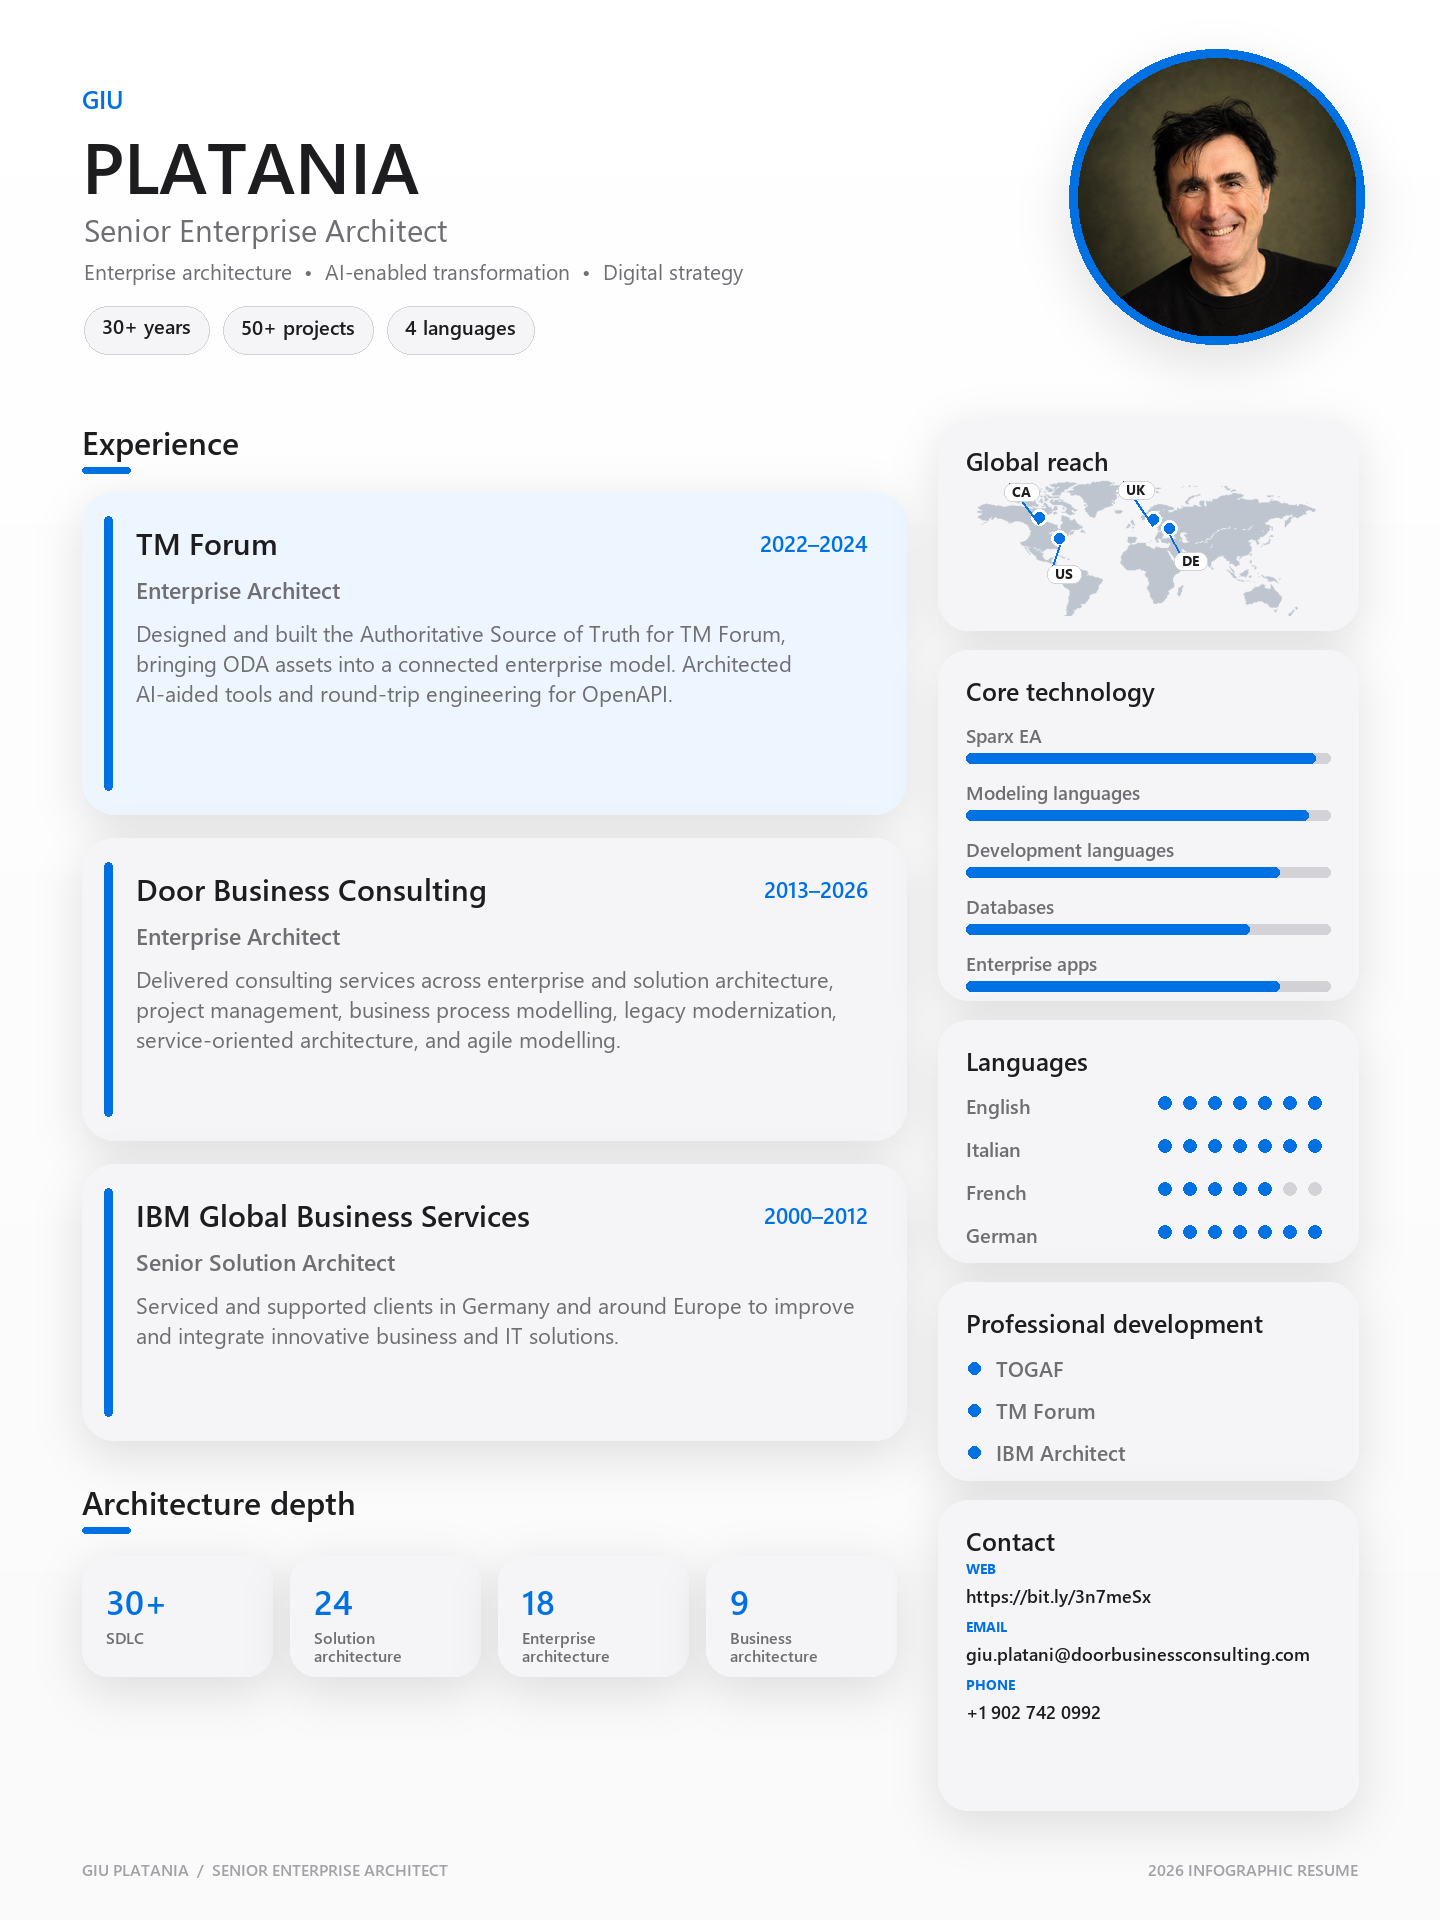 GIU
PLATANIA
Senior Enterprise Architect
Enterprise architecture • AI-enabled transformation • Digital strategy
30+ years
50+ projects
4 languages
Experience
TM Forum
2022–2024
Enterprise Architect
Designed and built the Authoritative Source of Truth for TM Forum,
bringing ODA assets into a connected enterprise model. Architected
AI-aided tools and round-trip engineering for OpenAPI.
Door Business Consulting
2013–2026
Enterprise Architect
Delivered consulting services across enterprise and solution architecture,
project management, business process modelling, legacy modernization,
service-oriented architecture, and agile modelling.
IBM Global Business Services
2000–2012
Senior Solution Architect
Serviced and supported clients in Germany and around Europe to improve
and integrate innovative business and IT solutions.
Architecture depth
30+
SDLC
24
Solution
architecture
18
Enterprise
architecture
9
Business
architecture
Global reach
CA
UK
US
DE
Core technology
Sparx EA
Modeling languages
Development languages
Databases
Enterprise apps
Languages
English
Italian
French
German
Professional development
TOGAF
TM Forum
IBM Architect
Contact
WEB
https://bit.ly/3n7meSx
EMAIL
giu.platani@doorbusinessconsulting.com
PHONE
+1 902 742 0992
GIU PLATANIA / SENIOR ENTERPRISE ARCHITECT
2026 INFOGRAPHIC RESUME